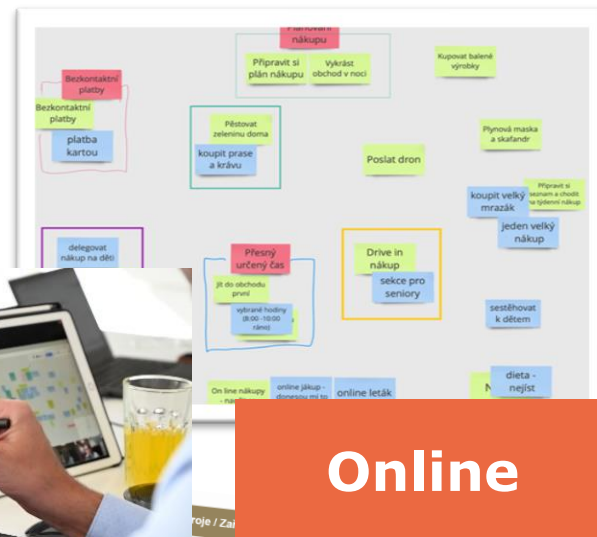 Plánování
nákupu
Připravit si
plán nákupu
Vykrást
obchod v noci
Kupovat balené
výrobky
Bezkontaktní
platby
Bezkontaktní
platby
platba
kartou
Pěstovat
zeleninu doma
koupit prase
a krávu
Poslat dron
Plynová maska
a skafandr
Připravit si
seznam a chodit
na týdenní nákup
koupit velký
mrazák
jeden velký
nákup
delegovat
nákup na děti
Přesný
určený čas
Jít do obchodu
první
vybrané hodiny
(8:00 -10:00
ráno)
Drive in
nákup
sekce pro
seniory
sestěhovat
k dětem
On line nákupy
online jákup -
donesou mi to
online leták
N
dieta -
nejíst
roje / Zař
Online